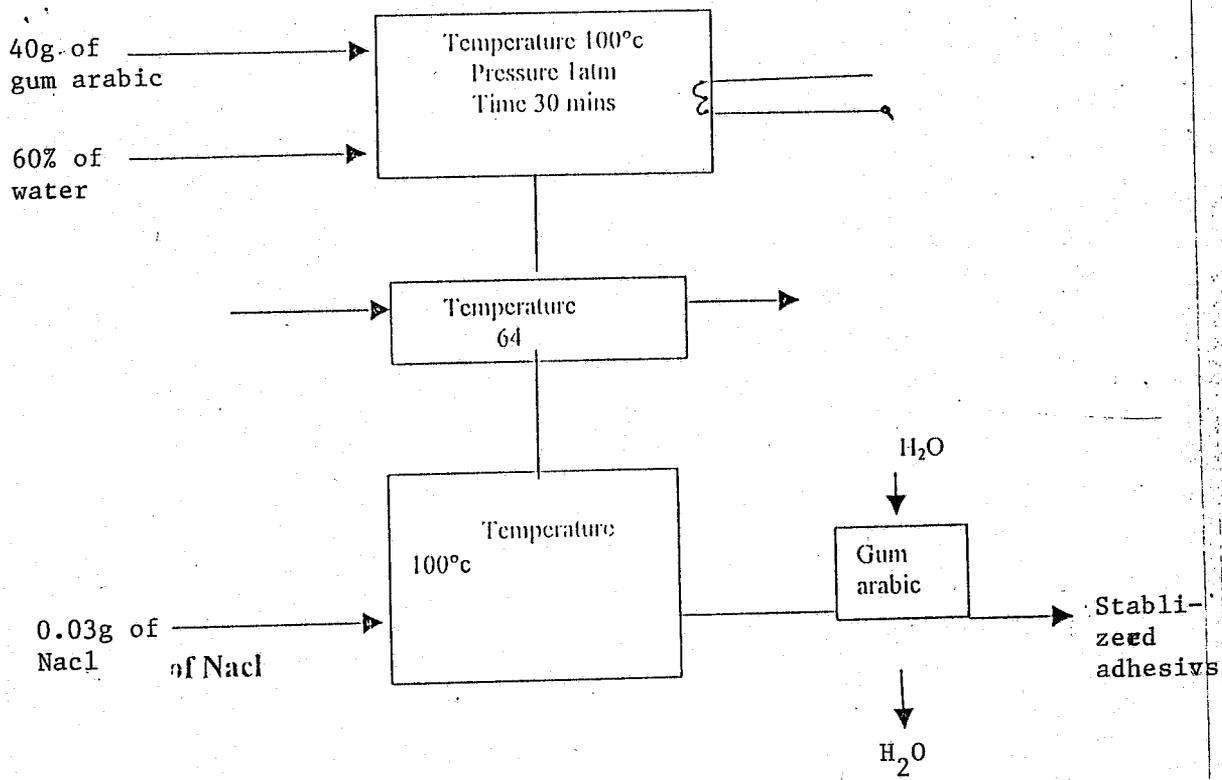 40g of
gum arabic
Temperature 100°c
Pressure 1atm
Time 30 mins
60% of
water
Temperature
64
H₂O
Temperature
100°c
Gum
arabic
0.03g of
Nacl
of Nacl
Stabli-
zeed
adhesivs
H₂O